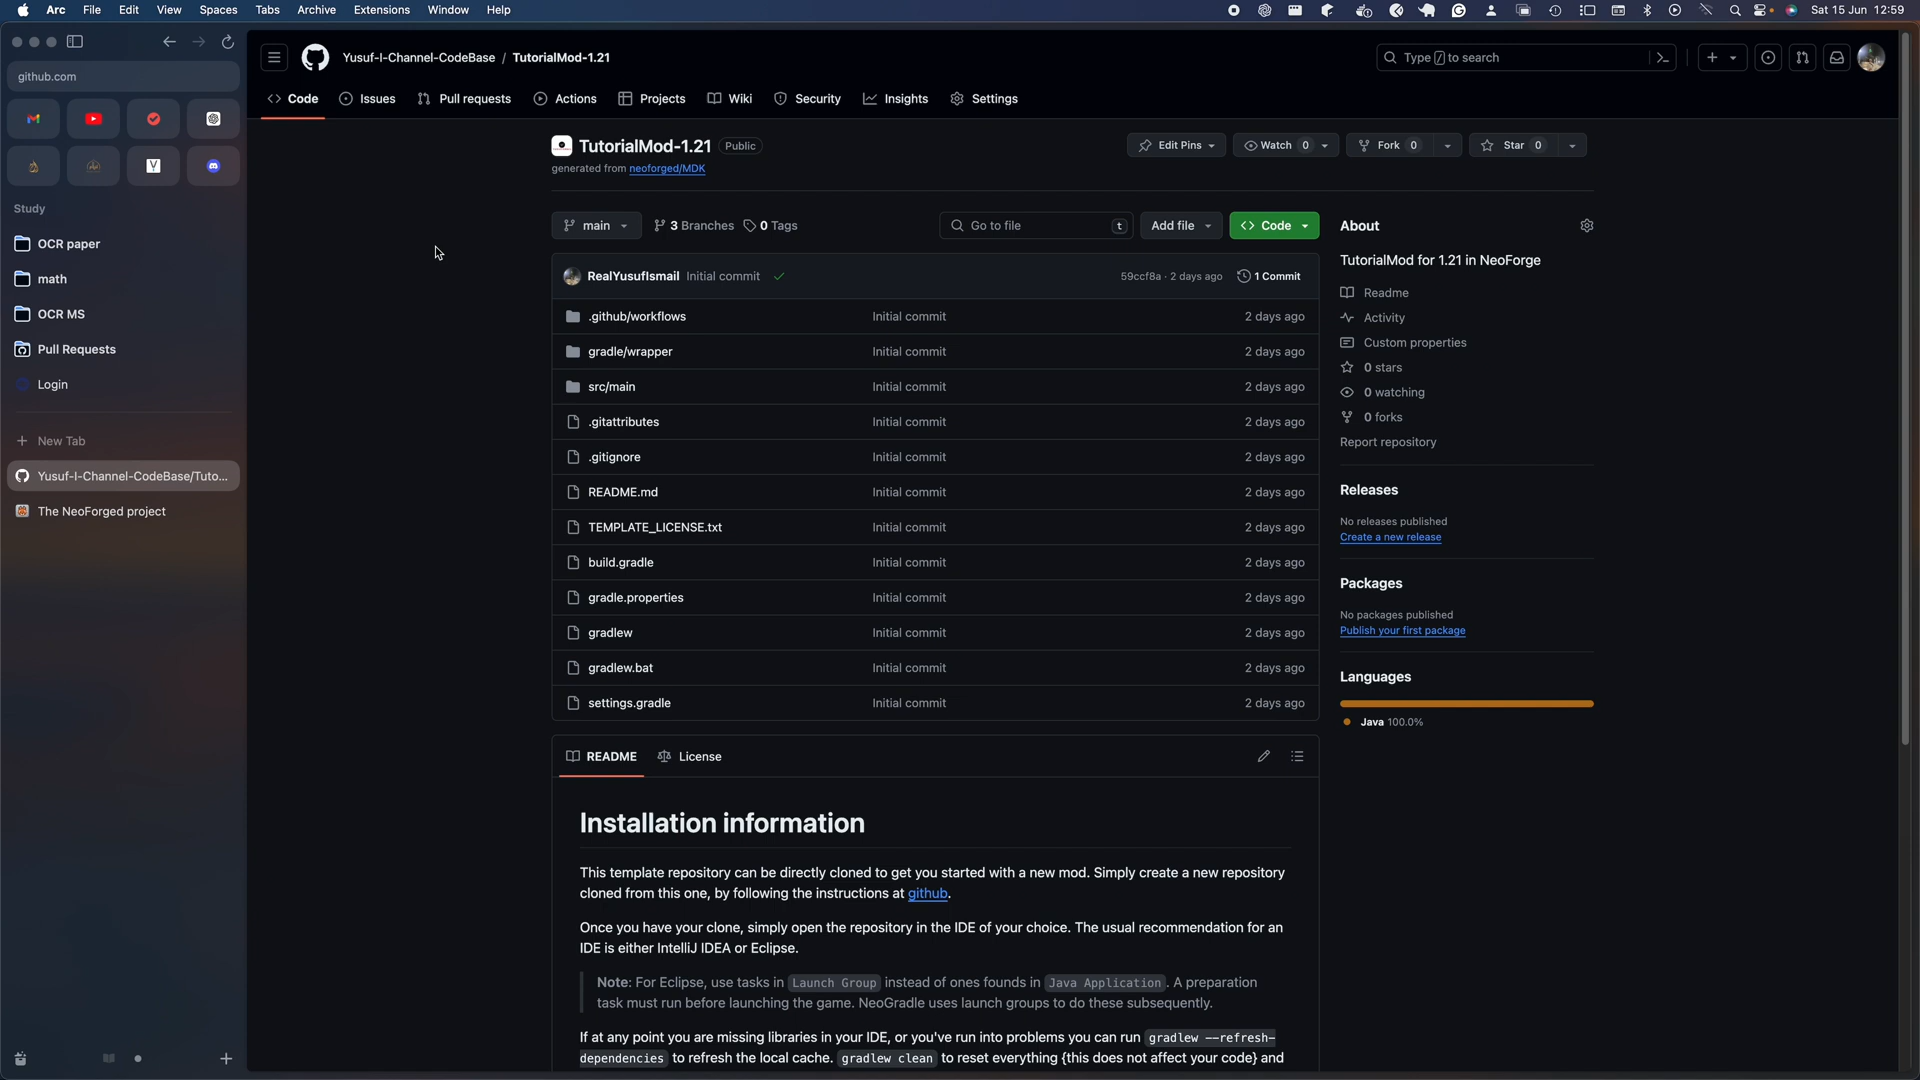 Arc File Edit View Spaces Tabs Archive Extensions Window Help
Sat 15 Jun 12:59
github.com
Study
OCR paper
math
OCR MS
Pull Requests
Login
New Tab
Yusuf-I-Channel-CodeBase/Tuto...
The NeoForged project
Yusuf-I-Channel-CodeBase / TutorialMod-1.21
Type / to search
Code Issues Pull requests Actions Projects Wiki Security Insights Settings
TutorialMod-1.21 Public
generated from neoforged/MDK
Edit Pins Watch 0 Fork 0 Star 0
main 3 Branches 0 Tags
Go to file t Add file Code
RealYusufIsmail Initial commit 59ccf8a · 2 days ago 1 Commit
.github/workflows Initial commit 2 days ago
gradle/wrapper Initial commit 2 days ago
src/main Initial commit 2 days ago
.gitattributes Initial commit 2 days ago
.gitignore Initial commit 2 days ago
README.md Initial commit 2 days ago
TEMPLATE_LICENSE.txt Initial commit 2 days ago
build.gradle Initial commit 2 days ago
gradle.properties Initial commit 2 days ago
gradlew Initial commit 2 days ago
gradlew.bat Initial commit 2 days ago
settings.gradle Initial commit 2 days ago
README License
Installation information
This template repository can be directly cloned to get you started with a new mod. Simply create a new repository
cloned from this one, by following the instructions at github.
Once you have your clone, simply open the repository in the IDE of your choice. The usual recommendation for an
IDE is either IntelliJ IDEA or Eclipse.
Note: For Eclipse, use tasks in Launch Group instead of ones founds in Java Application. A preparation
task must run before launching the game. NeoGradle uses launch groups to do these subsequently.
If at any point you are missing libraries in your IDE, or you've run into problems you can run gradlew --refresh-
dependencies to refresh the local cache. gradlew clean to reset everything {this does not affect your code} and
About
TutorialMod for 1.21 in NeoForge
Readme
Activity
Custom properties
0 stars
0 watching
0 forks
Report repository
Releases
No releases published
Create a new release
Packages
No packages published
Publish your first package
Languages
Java 100.0%